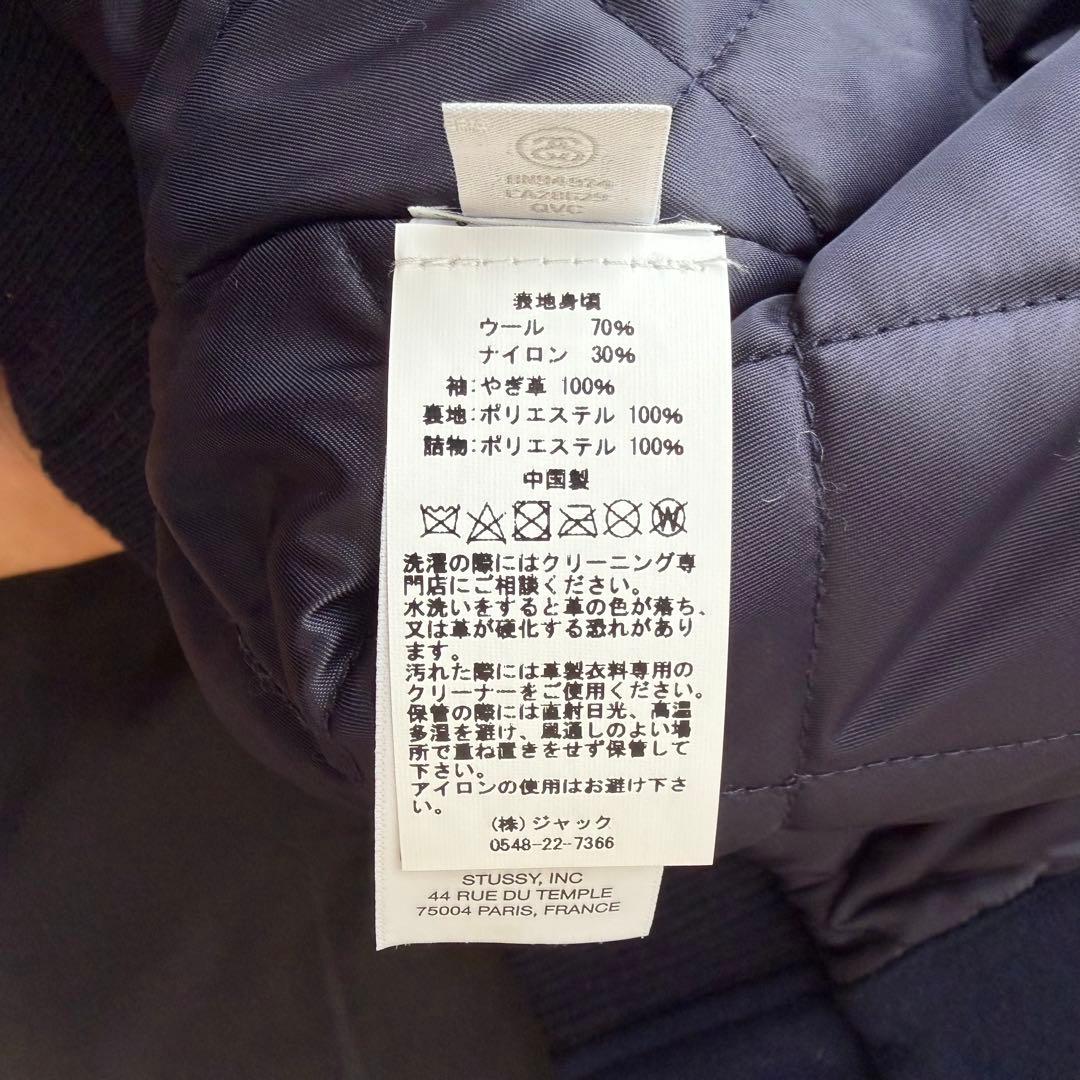 QVC
表地身頃
ウール 70%
ナイロン 30%
袖:やぎ革 100%
裏地:ポリエステル 100%
詰物:ポリエステル 100%
中国製
W
洗濯の際にはクリーニング専
門店にご相談ください。
水洗いをすると革の色が落ち、
又は革が硬化する恐れがあり
ます。
汚れた際には革製衣料専用の
クリーナーをご使用ください。
保管の際には直射日光、高温
多湿を避け、風通しのよい場
所で重ね置きをせず保管して
下さい。
アイロンの使用はお避け下さ
い。
(株)ジャック
0548-22-7366
STUSSY, INC
44 RUE DU TEMPLE
75004 PARIS, FRANCE